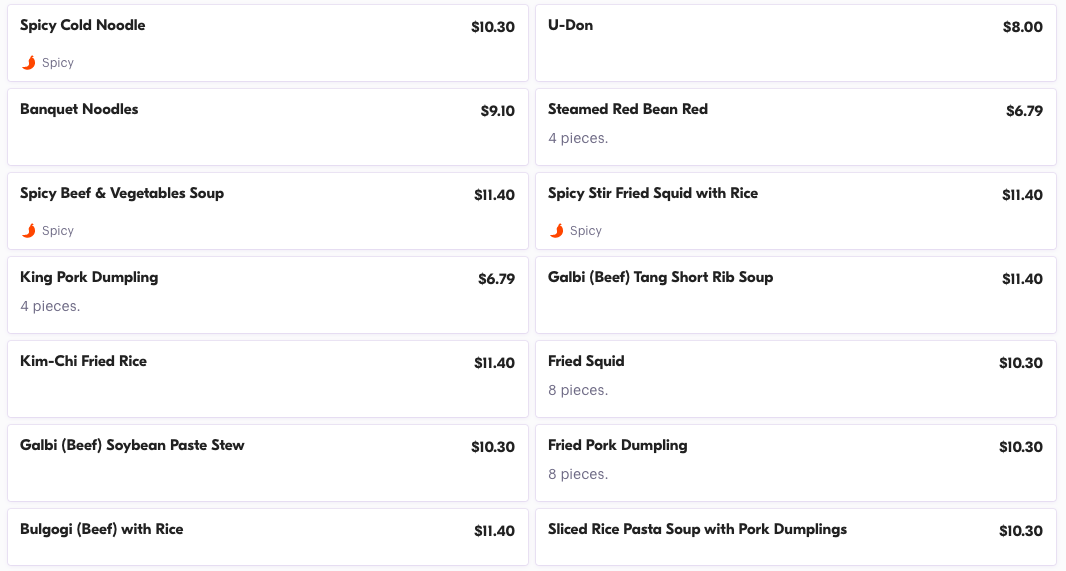 Spicy Cold Noodle $10.30
Spicy
U-Don $8.00
Banquet Noodles $9.10
Steamed Red Bean Red $6.79
4 pieces.
Spicy Beef & Vegetables Soup $11.40
Spicy
Spicy Stir Fried Squid with Rice $11.40
Spicy
King Pork Dumpling $6.79
4 pieces.
Galbi (Beef) Tang Short Rib Soup $11.40
Kim-Chi Fried Rice $11.40
Fried Squid $10.30
8 pieces.
Galbi (Beef) Soybean Paste Stew $10.30
Fried Pork Dumpling $10.30
8 pieces.
Bulgogi (Beef) with Rice $11.40
Sliced Rice Pasta Soup with Pork Dumplings $10.30